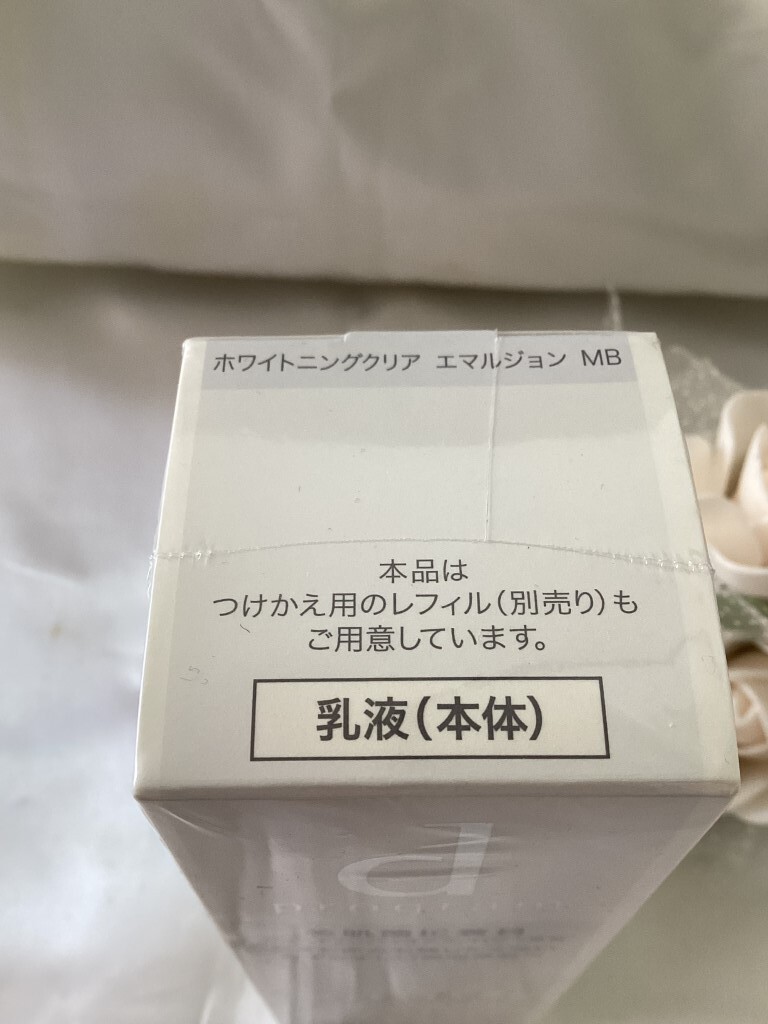 ホワイトニングクリア エマルジョン MB
本品は
つけかえ用のレフィル(別売り)も
ご用意しています。
乳液(本体)
d
program